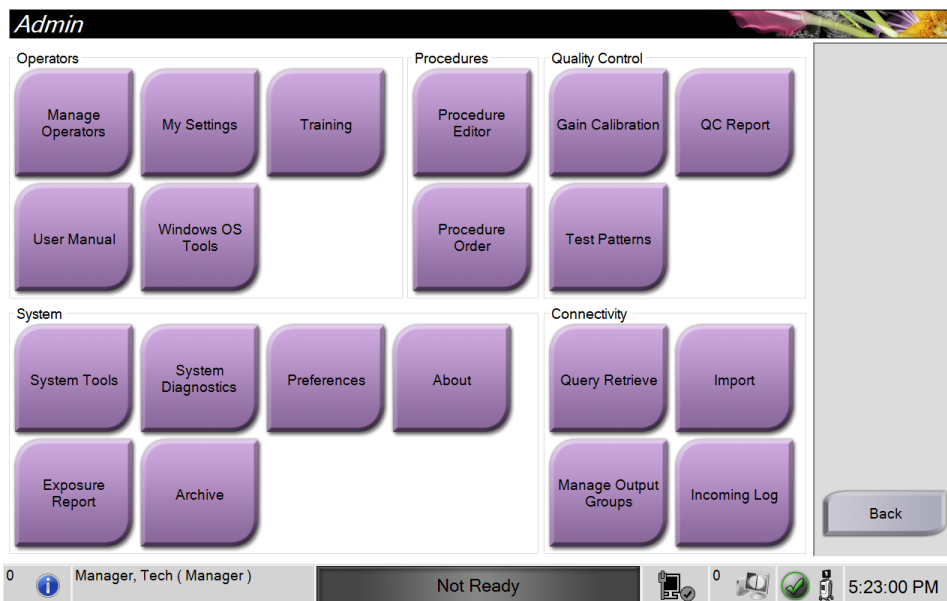 Admin
Operators
Manage
Operators
My Settings
Training
User Manual
Windows OS
Tools
Procedures
Procedure
Editor
Procedure
Order
Quality Control
Gain Calibration
QC Report
Test Patterns
System
System Tools
System
Diagnostics
Preferences
About
Exposure
Report
Archive
Connectivity
Query Retrieve
Import
Manage Output
Groups
Incoming Log
Back
0
Manager, Tech ( Manager )
Not Ready
0
5:23:00 PM